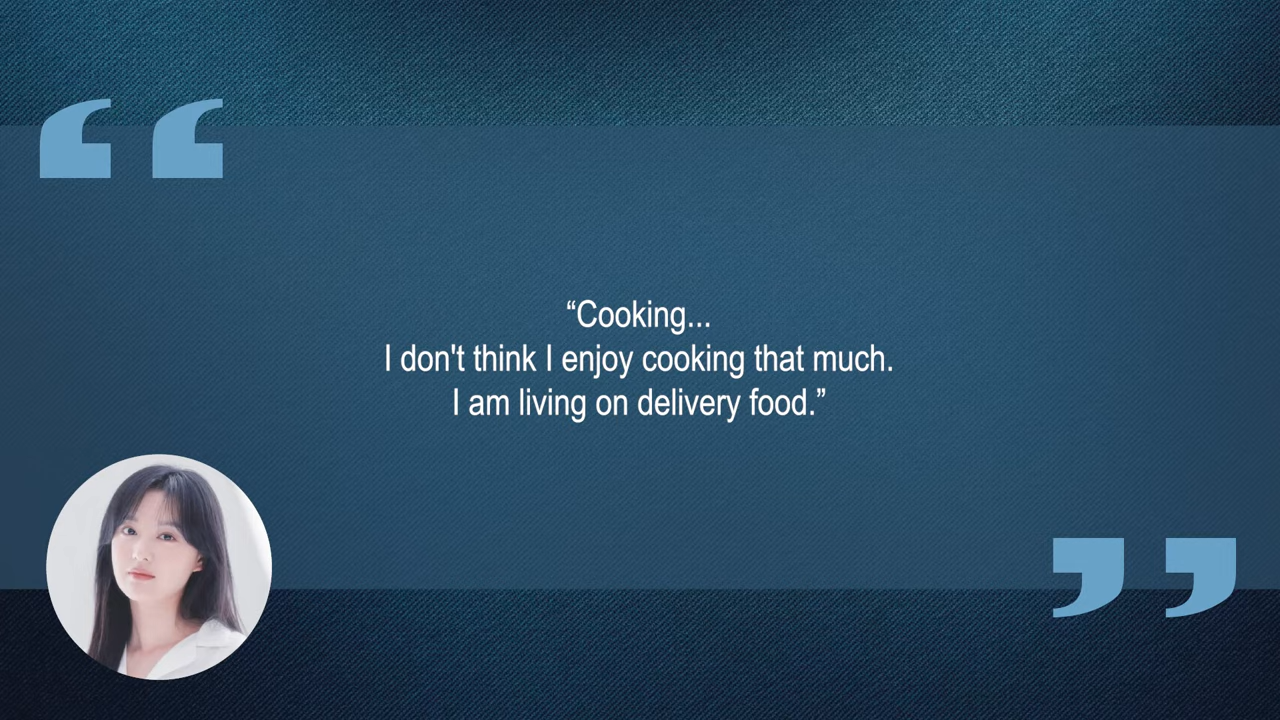 “Cooking...
I don't think I enjoy cooking that much.
I am living on delivery food.”